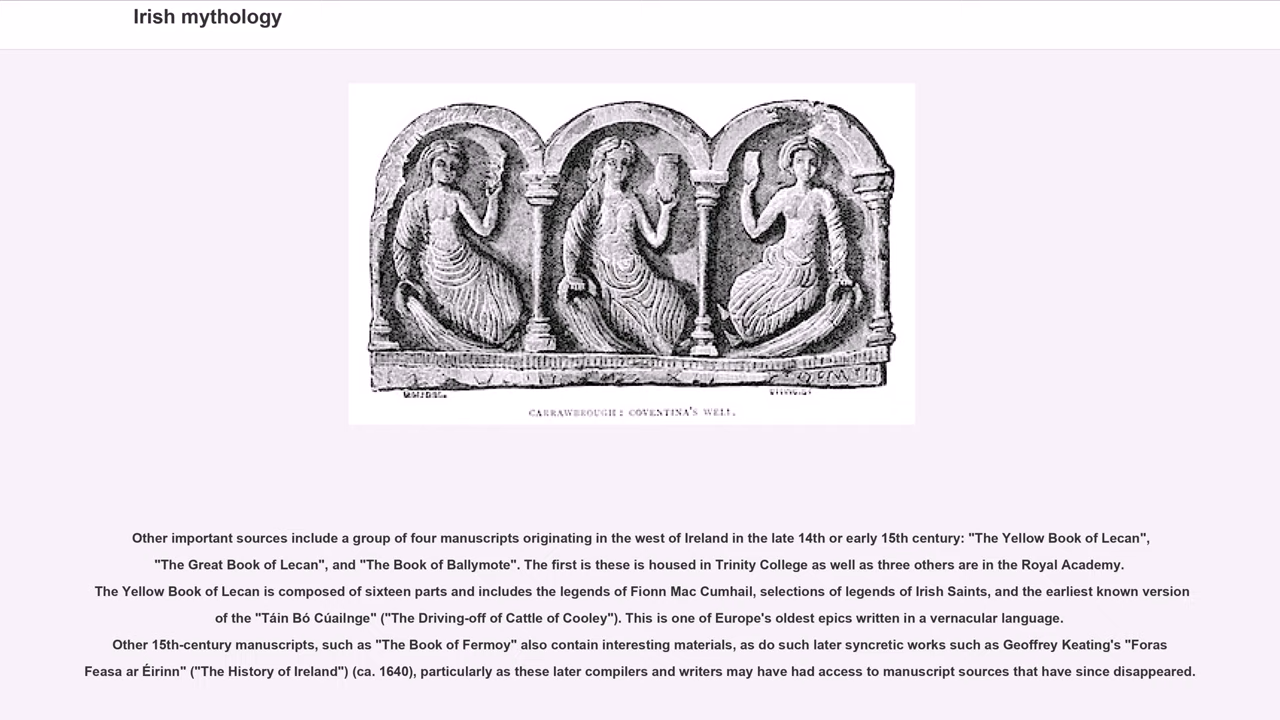 Irish mythology
CARRAWBROUGH: COVENTINA'S WELL.
Other important sources include a group of four manuscripts originating in the west of Ireland in the late 14th or early 15th century: "The Yellow Book of Lecan",
"The Great Book of Lecan", and "The Book of Ballymote". The first is these is housed in Trinity College as well as three others are in the Royal Academy.
The Yellow Book of Lecan is composed of sixteen parts and includes the legends of Fionn Mac Cumhail, selections of legends of Irish Saints, and the earliest known version
of the "Táin Bó Cúailnge" ("The Driving-off of Cattle of Cooley"). This is one of Europe's oldest epics written in a vernacular language.
Other 15th-century manuscripts, such as "The Book of Fermoy" also contain interesting materials, as do such later syncretic works such as Geoffrey Keating's "Foras
Feasa ar Éirinn" ("The History of Ireland") (ca. 1640), particularly as these later compilers and writers may have had access to manuscript sources that have since disappeared.